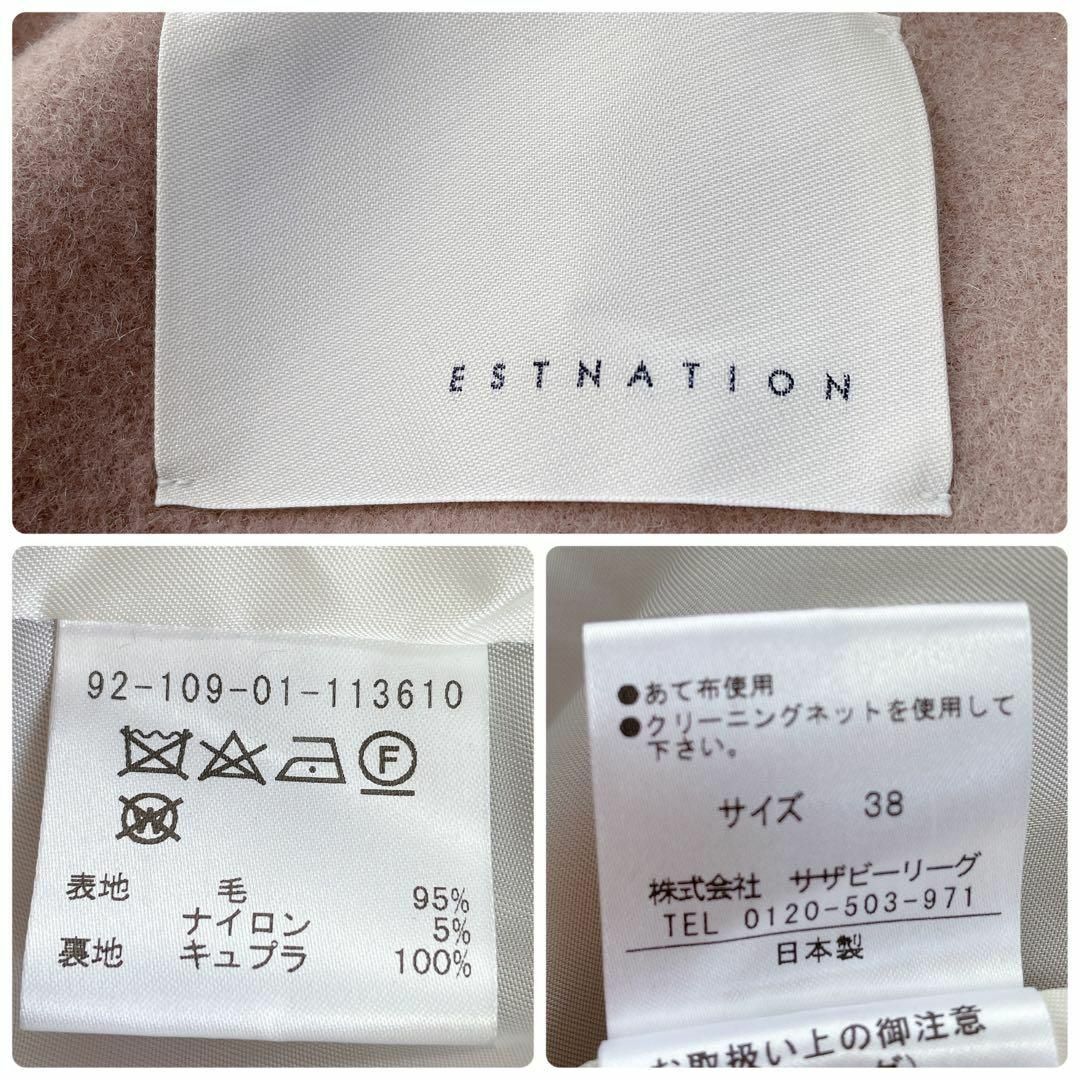 ESTNATION
92-109-01-113610
F
W
表地 毛 95%
ナイロン 5%
裏地 キュプラ 100%
●あて布使用
●クリーニングネットを使用して
下さい。
サイズ 38
株式会社 サザビーリーグ
TEL 0120-503-971
日本製
お取扱い上の御注意